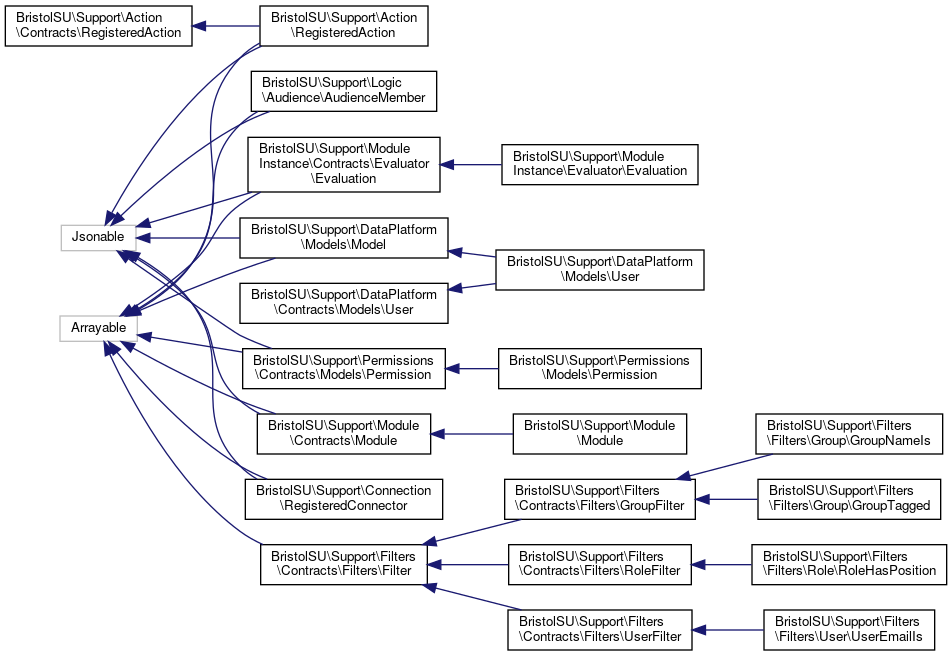 BristolSU\Support\Action
\Contracts\RegisteredAction
BristolSU\Support\Action
\RegisteredAction
BristolSU\Support\Logic
\Audience\AudienceMember
BristolSU\Support\Module
Instance\Contracts\Evaluator
\Evaluation
BristolSU\Support\Module
Instance\Evaluator\Evaluation
Jsonable
BristolSU\Support\DataPlatform
\Models\Model
BristolSU\Support\DataPlatform
\Models\User
BristolSU\Support\DataPlatform
\Contracts\Models\User
Arrayable
BristolSU\Support\Permissions
\Contracts\Models\Permission
BristolSU\Support\Permissions
\Models\Permission
BristolSU\Support\Module
\Contracts\Module
BristolSU\Support\Module
\Module
BristolSU\Support\Filters
\Filters\Group\GroupNameIs
BristolSU\Support\Connection
\RegisteredConnector
BristolSU\Support\Filters
\Contracts\Filters\GroupFilter
BristolSU\Support\Filters
\Filters\Group\GroupTagged
BristolSU\Support\Filters
\Contracts\Filters\Filter
BristolSU\Support\Filters
\Contracts\Filters\RoleFilter
BristolSU\Support\Filters
\Filters\Role\RoleHasPosition
BristolSU\Support\Filters
\Contracts\Filters\UserFilter
BristolSU\Support\Filters
\Filters\User\UserEmailIs